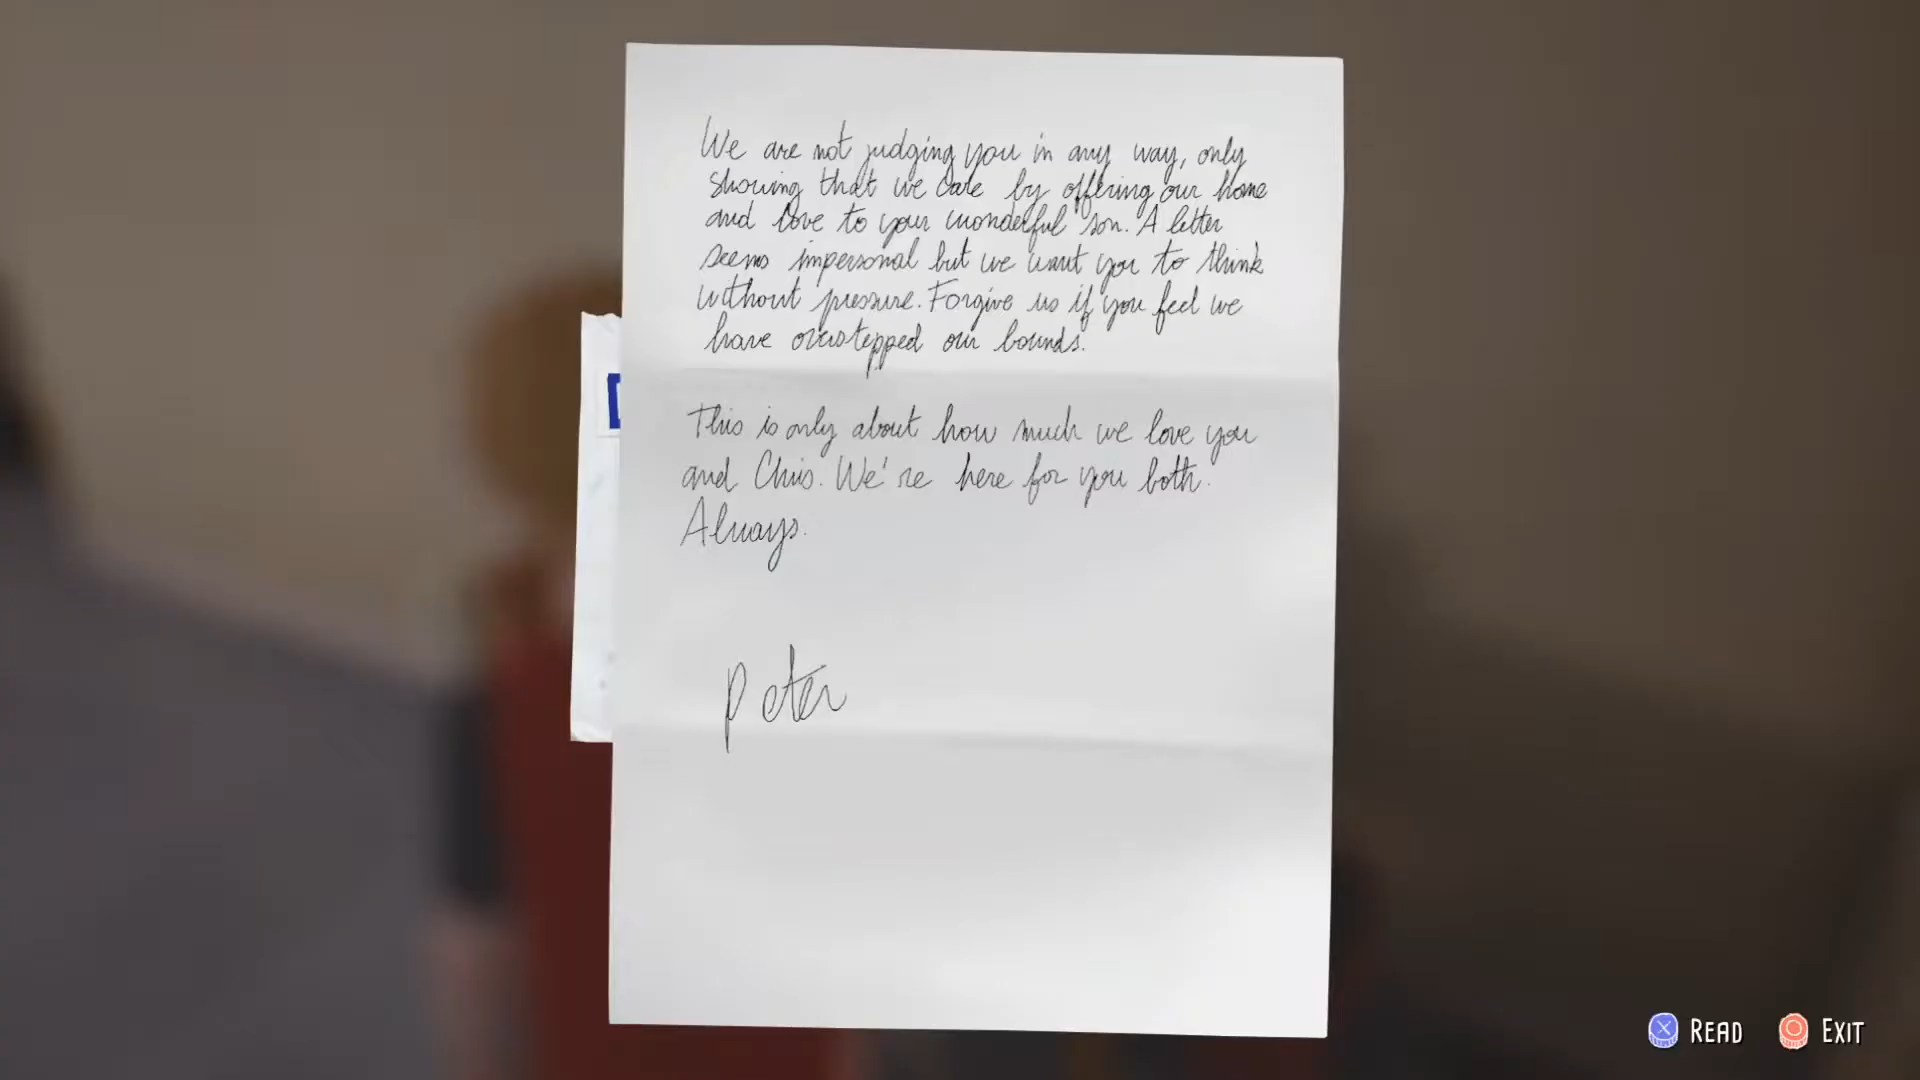 We are not judging you in any way, only
showing that we care by offering our home
and love to your wonderful son. A letter
seems impersonal but we want you to think
without pressure. Forgive us if you feel we
have overstepped our bounds.
This is only about how much we love you
and Chris. We're here for you both.
Always.
Peter
READ EXIT